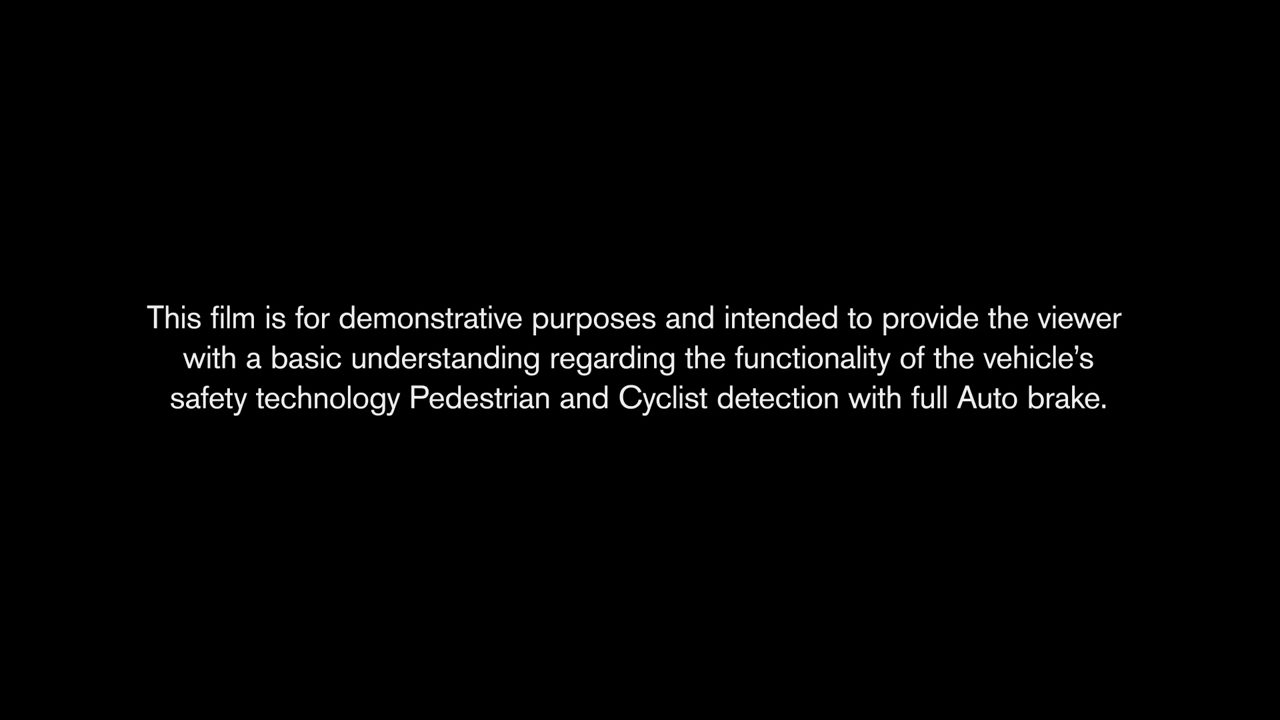 This film is for demonstrative purposes and intended to provide the viewer
with a basic understanding regarding the functionality of the vehicle’s
safety technology Pedestrian and Cyclist detection with full Auto brake.